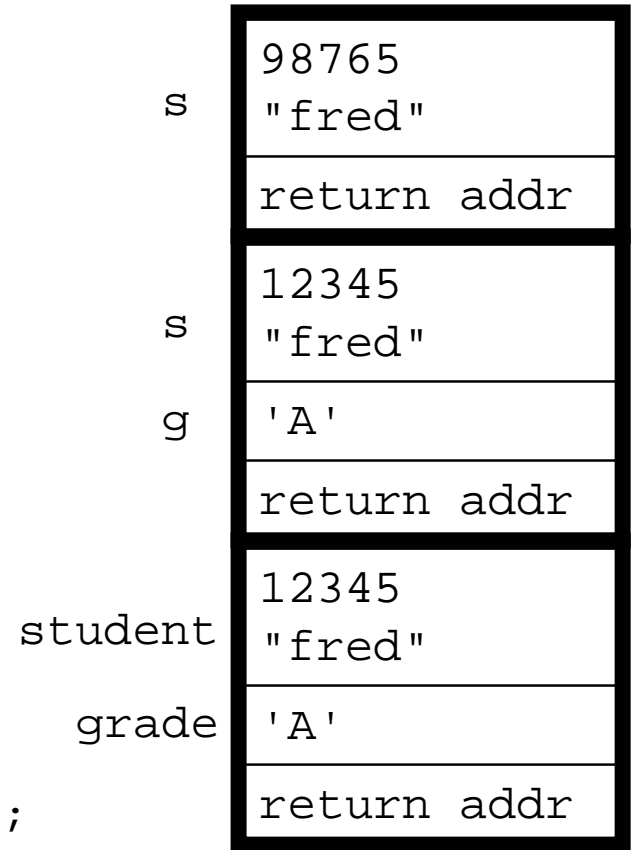 98765
s "fred"
return addr
12345
s "fred"
g 'A'
return addr
12345
student "fred"
grade 'A'
; return addr